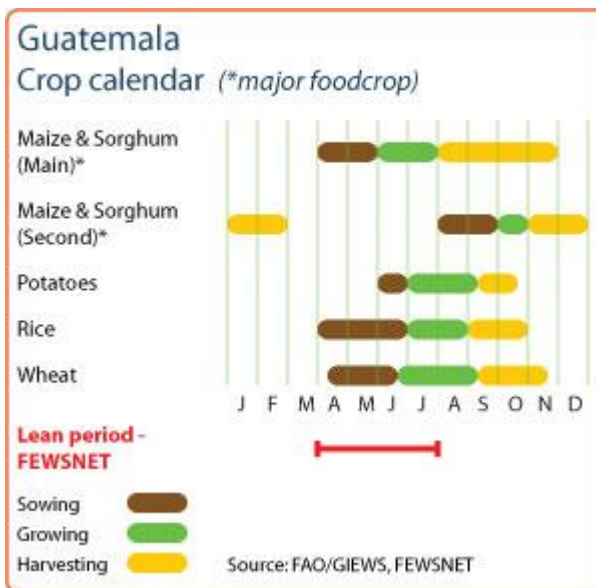 Guatemala
Crop calendar (*major foodcrop)
Maize & Sorghum
(Main)*
Maize & Sorghum
(Second)*
Potatoes
Rice
Wheat
J F M A M J J A S O N D
Lean period -
FEWSNET
Sowing
Growing
Harvesting
Source: FAO/GIEWS, FEWSNET